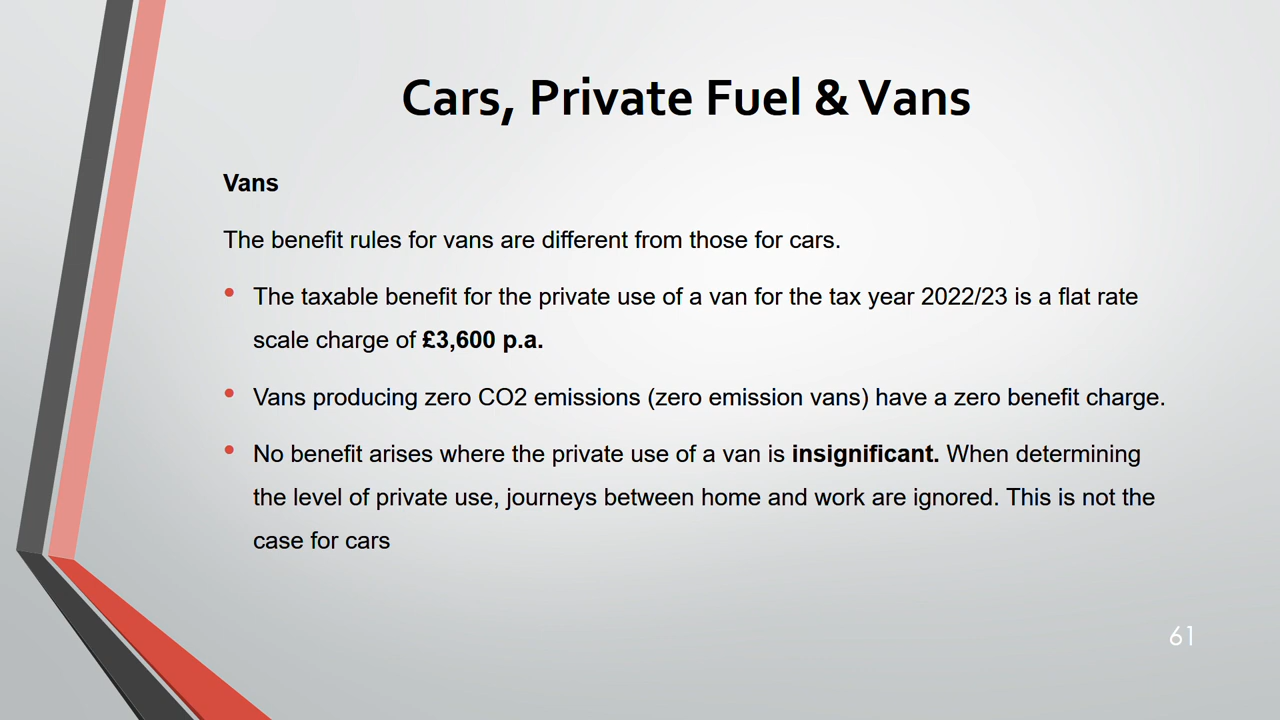 Cars, Private Fuel & Vans
Vans
The benefit rules for vans are different from those for cars.
• The taxable benefit for the private use of a van for the tax year 2022/23 is a flat rate
scale charge of £3,600 p.a.
• Vans producing zero CO2 emissions (zero emission vans) have a zero benefit charge.
• No benefit arises where the private use of a van is insignificant. When determining
the level of private use, journeys between home and work are ignored. This is not the
case for cars
61